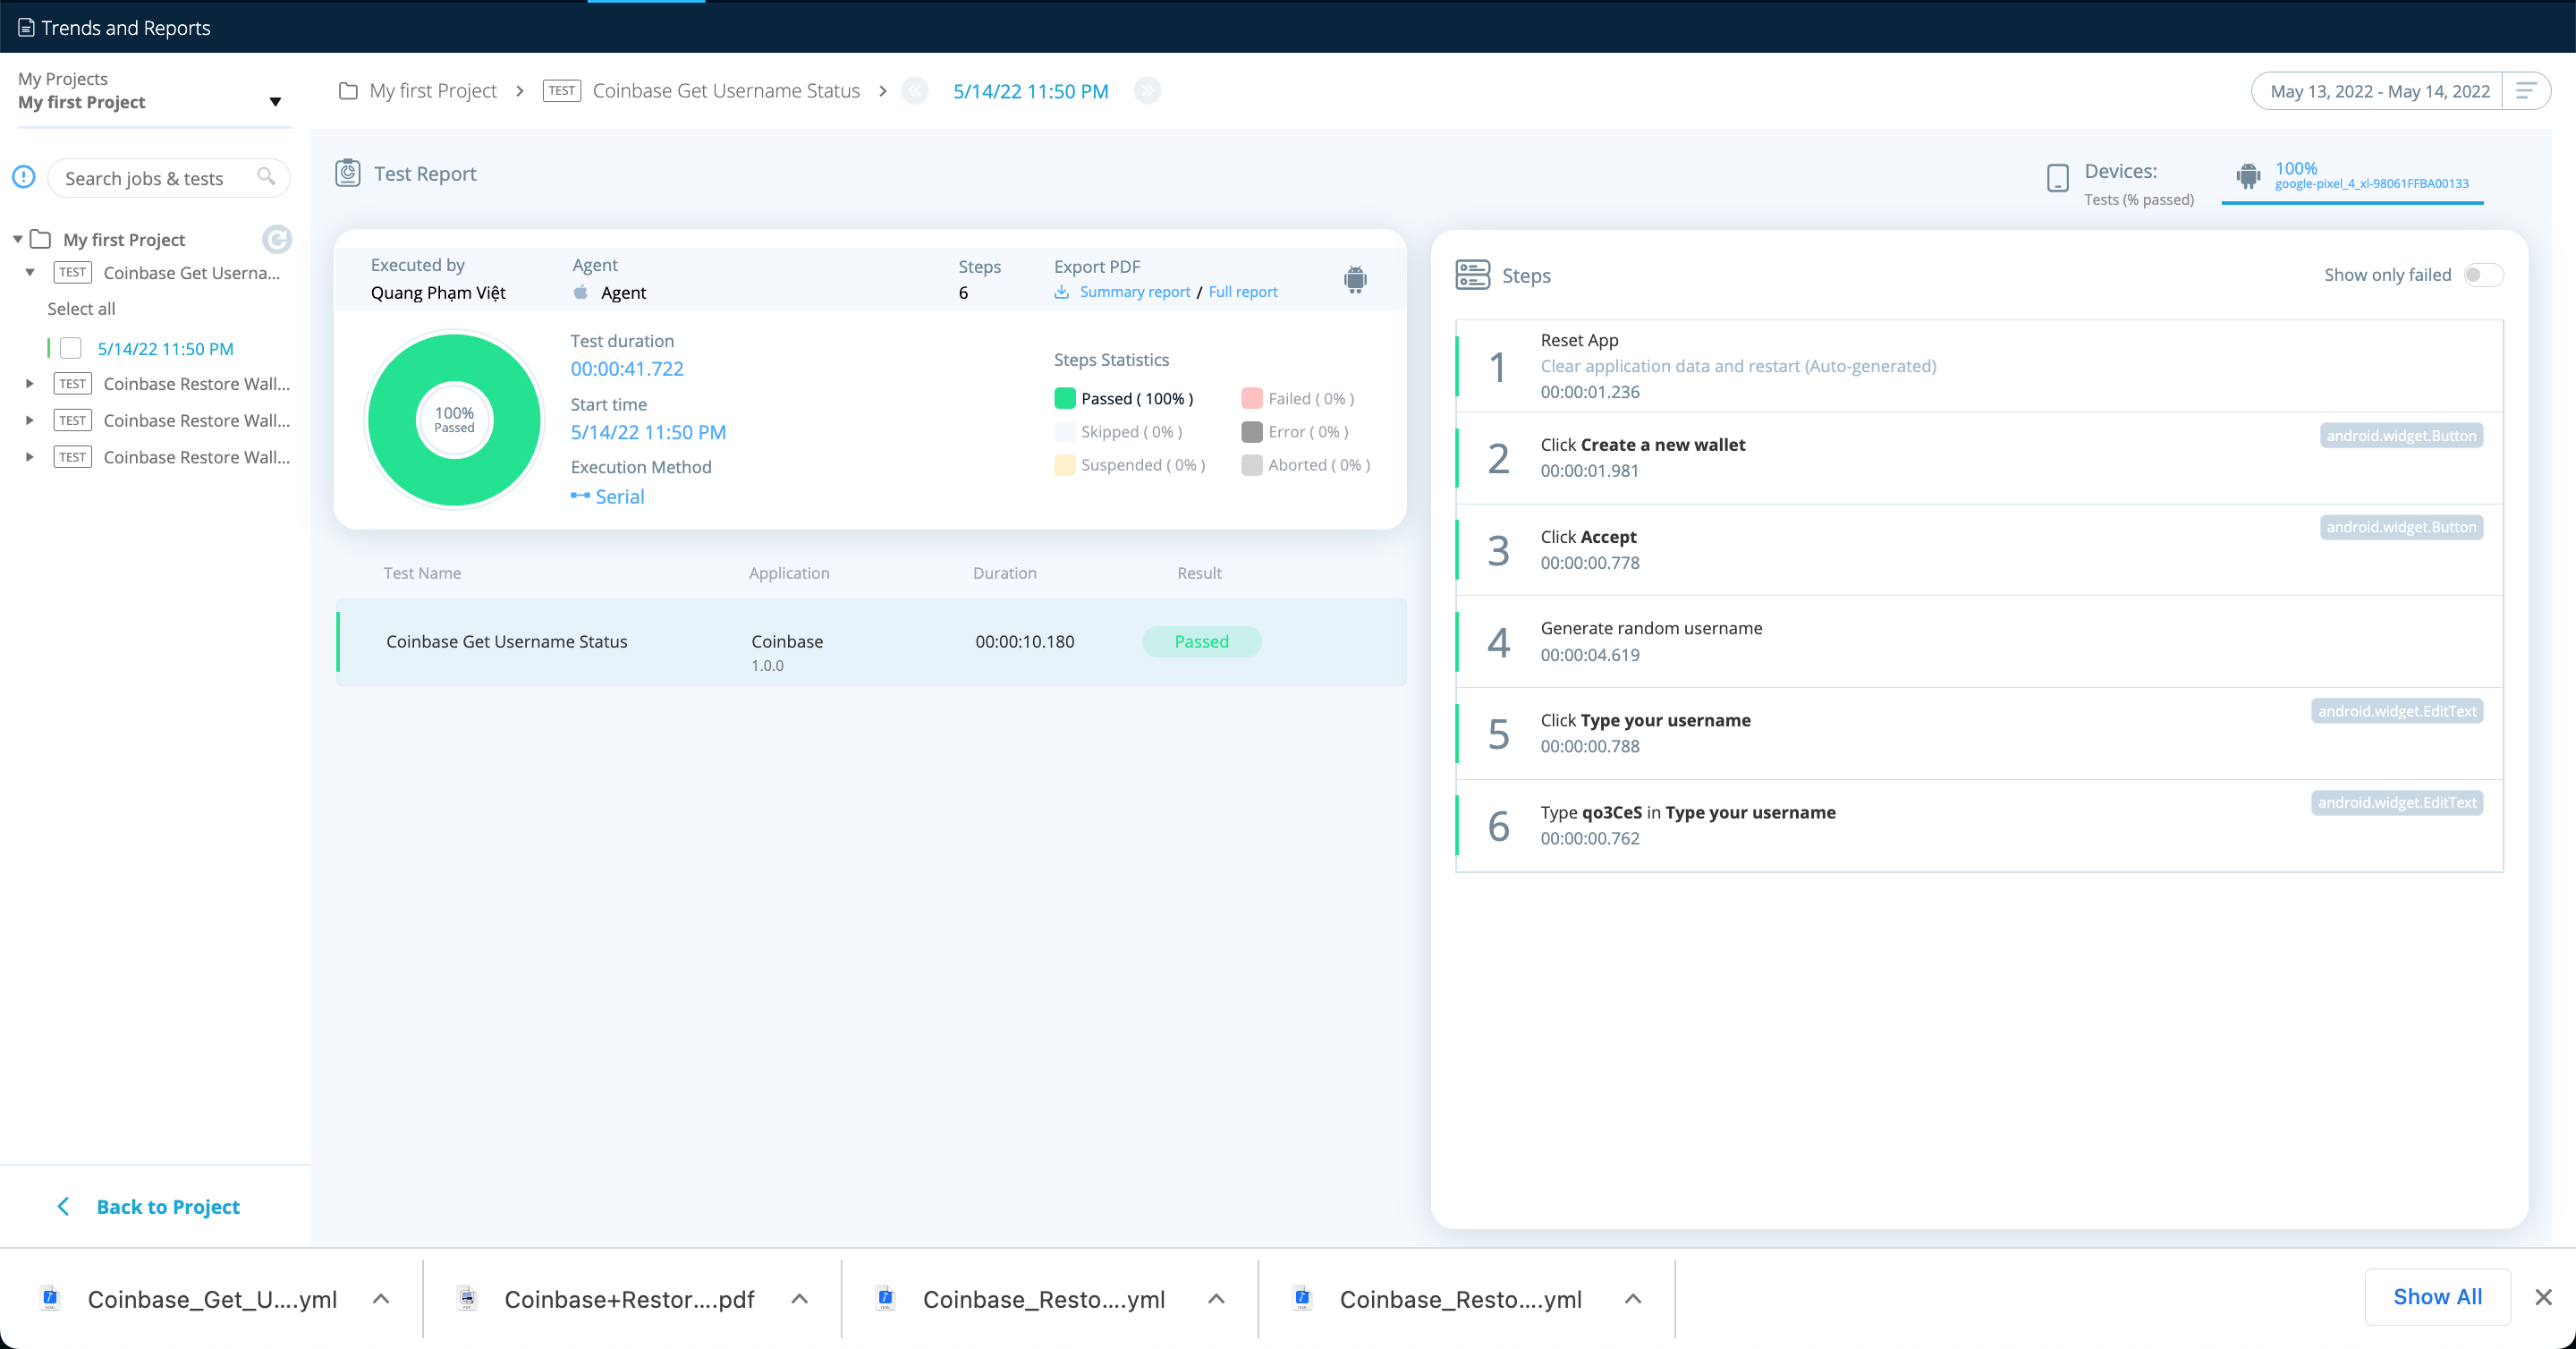 Trends and Reports
My Projects
My first Project
My first Project
TEST Coinbase Get Username Status
5/14/22 11:50 PM
May 13, 2022 - May 14, 2022
Search jobs & tests
My first Project
TEST Coinbase Get Userna...
Select all
5/14/22 11:50 PM
TEST Coinbase Restore Wall...
TEST Coinbase Restore Wall...
TEST Coinbase Restore Wall...
Back to Project
Test Report
Devices:
Tests (% passed)
100%
google-pixel_4_xl-98061FFBA00133
Executed by
Quang Phạm Việt
Agent
Agent
Steps
6
Export PDF
Summary report / Full report
100%
Passed
Test duration
00:00:41.722
Start time
5/14/22 11:50 PM
Execution Method
Serial
Steps Statistics
Passed ( 100% ) Failed ( 0% )
Skipped ( 0% ) Error ( 0% )
Suspended ( 0% ) Aborted ( 0% )
Test Name Application Duration Result
Coinbase Get Username Status Coinbase 00:00:10.180 Passed
1.0.0
Steps
Show only failed
1
Reset App
Clear application data and restart (Auto-generated)
00:00:01.236
2
Click Create a new wallet
android.widget.Button
00:00:01.981
3
Click Accept
android.widget.Button
00:00:00.778
4
Generate random username
00:00:04.619
5
Click Type your username
android.widget.EditText
00:00:00.788
6
Type qo3CeS in Type your username
android.widget.EditText
00:00:00.762
Coinbase_Get_U....yml
Coinbase+Restor....pdf
Coinbase_Resto....yml
Coinbase_Resto....yml
Show All